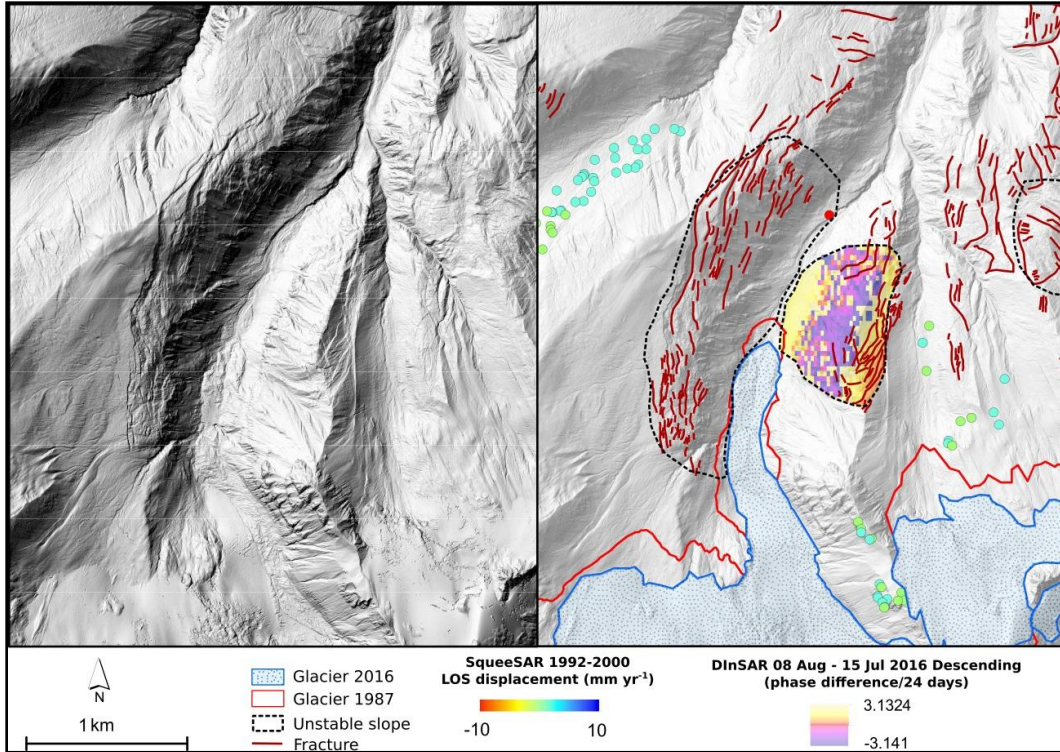 N
1 km
Glacier 2016
Glacier 1987
Unstable slope
Fracture
SqueeSAR 1992-2000
LOS displacement (mm yr⁻¹)
-10 10
DInSAR 08 Aug - 15 Jul 2016 Descending
(phase difference/24 days)
3.1324
-3.141